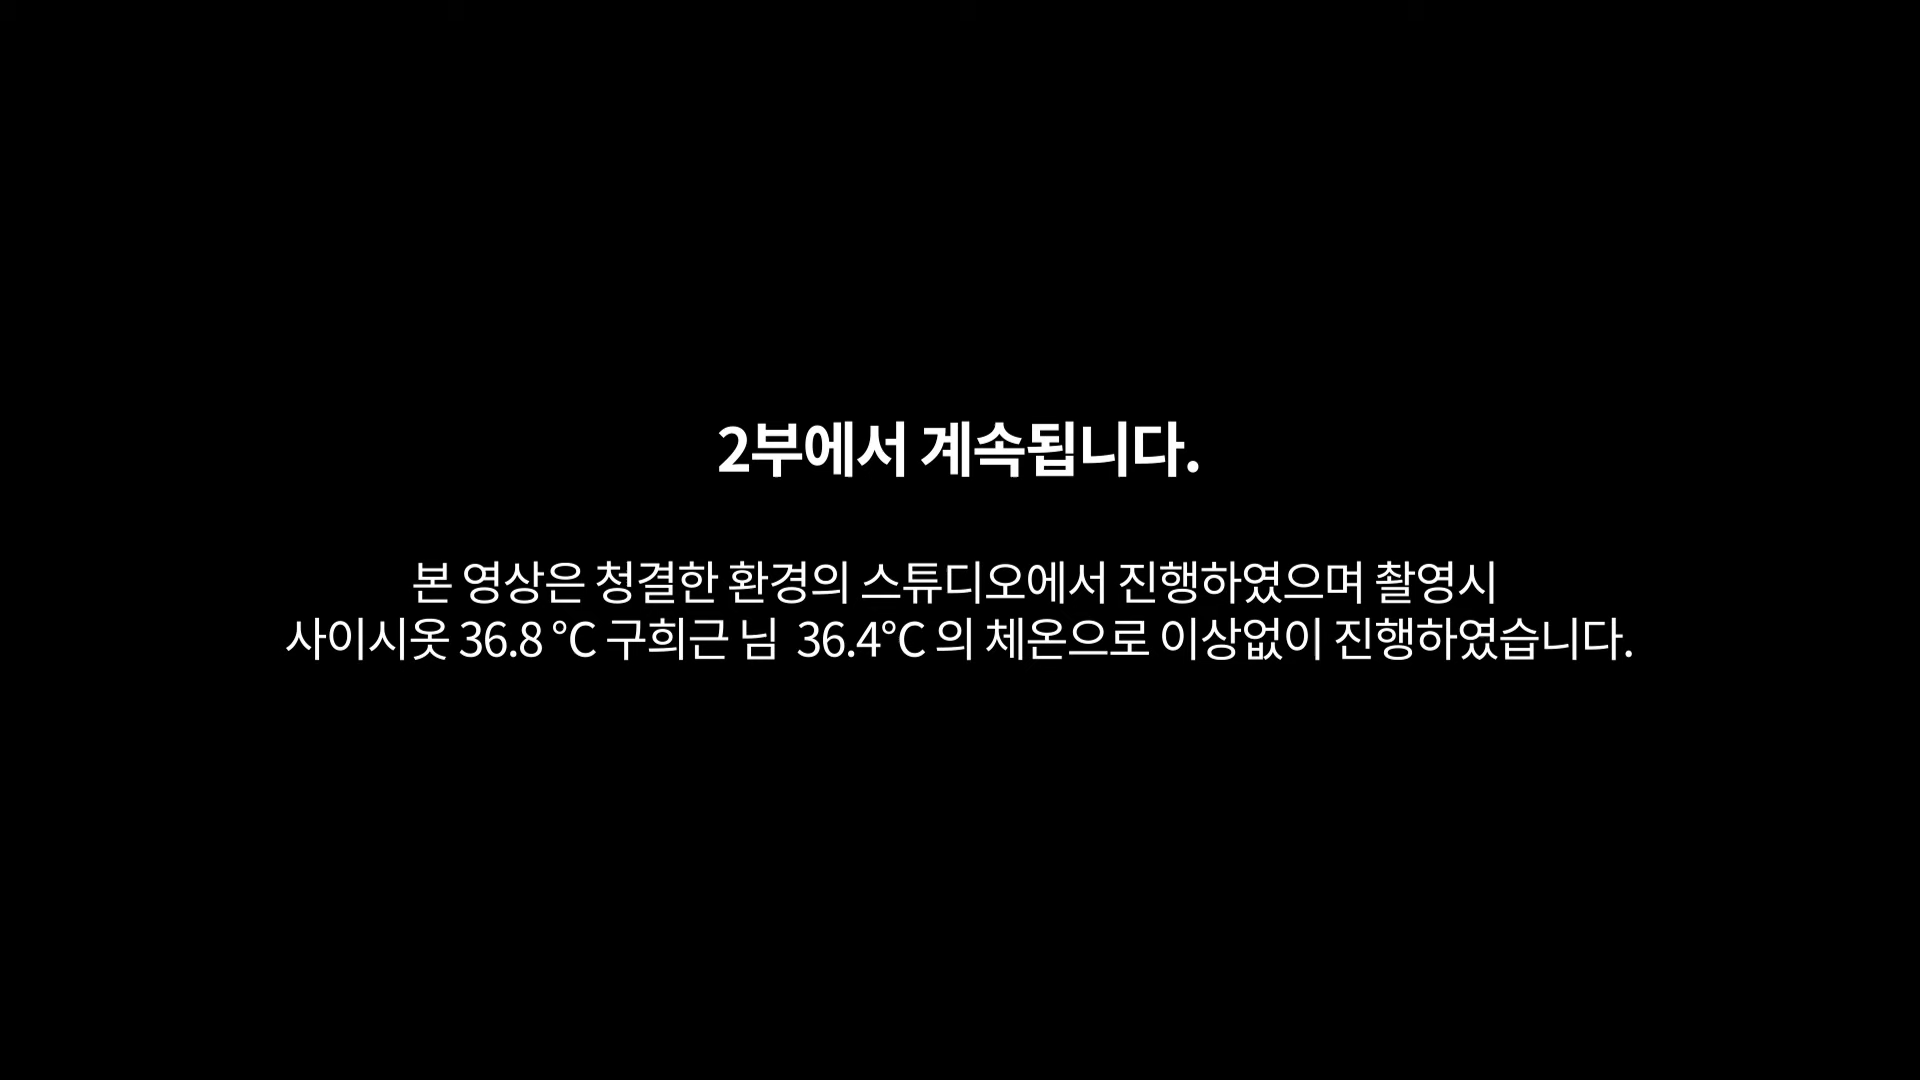 2부에서 계속됩니다.
본 영상은 청결한 환경의 스튜디오에서 진행하였으며 촬영시
사이시옷 36.8 °C 구희근 님 36.4°C 의 체온으로 이상없이 진행하였습니다.